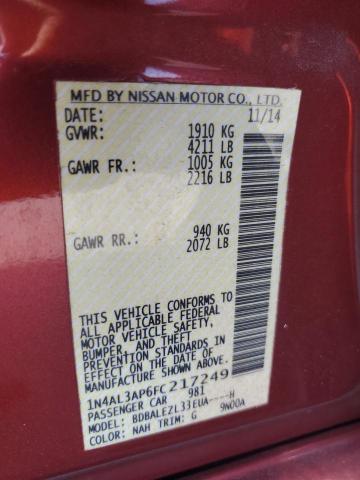 MFD BY NISSAN MOTOR CO., LTD.
DATE: 11/14
GVWR: 1910 KG
4211 LB
GAWR FR: 1005 KG
2216 LB
GAWR RR: 940 KG
2072 LB
THIS VEHICLE CONFORMS TO
ALL APPLICABLE FEDERAL
MOTOR VEHICLE SAFETY,
BUMPER, AND THEFT
PREVENTION STANDARDS IN
EFFECT ON THE DATE OF
MANUFACTURE SHOWN ABOVE.
1N4AL3AP6FC217249
PASSENGER CAR 981
MODEL: BDBALEZL33EUA----H
COLOR: NAH TRIM: G 9N00A